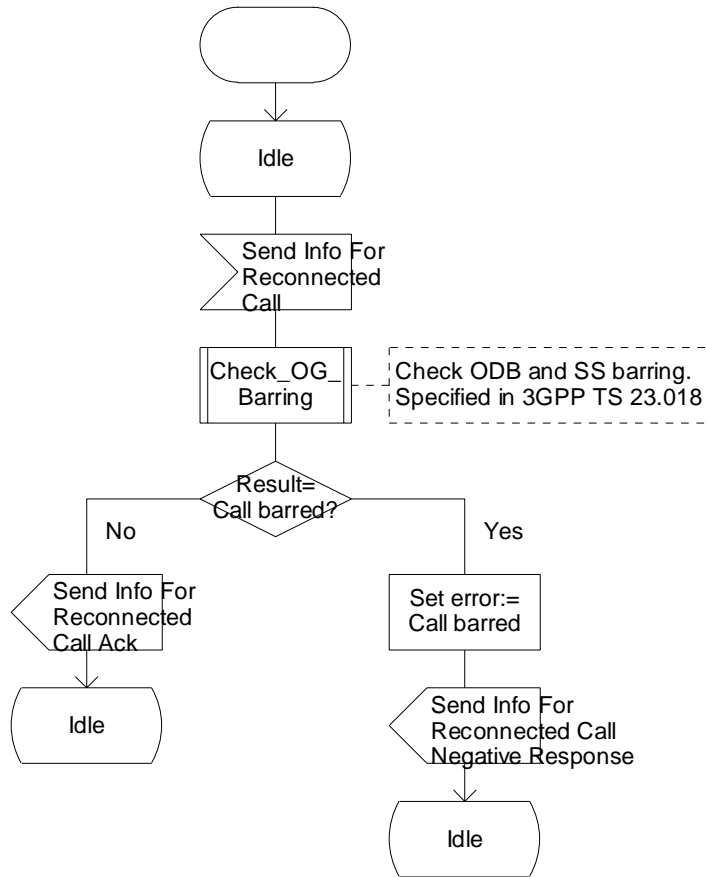 Idle
Send Info For
Reconnected
Call
Check_OG_
Barring
Check ODB and SS barring.
Specified in 3GPP TS 23.018
Result=
Call barred?
No
Yes
Send Info For
Reconnected
Call Ack
Set error:=
Call barred
Idle
Send Info For
Reconnected Call
Negative Response
Idle